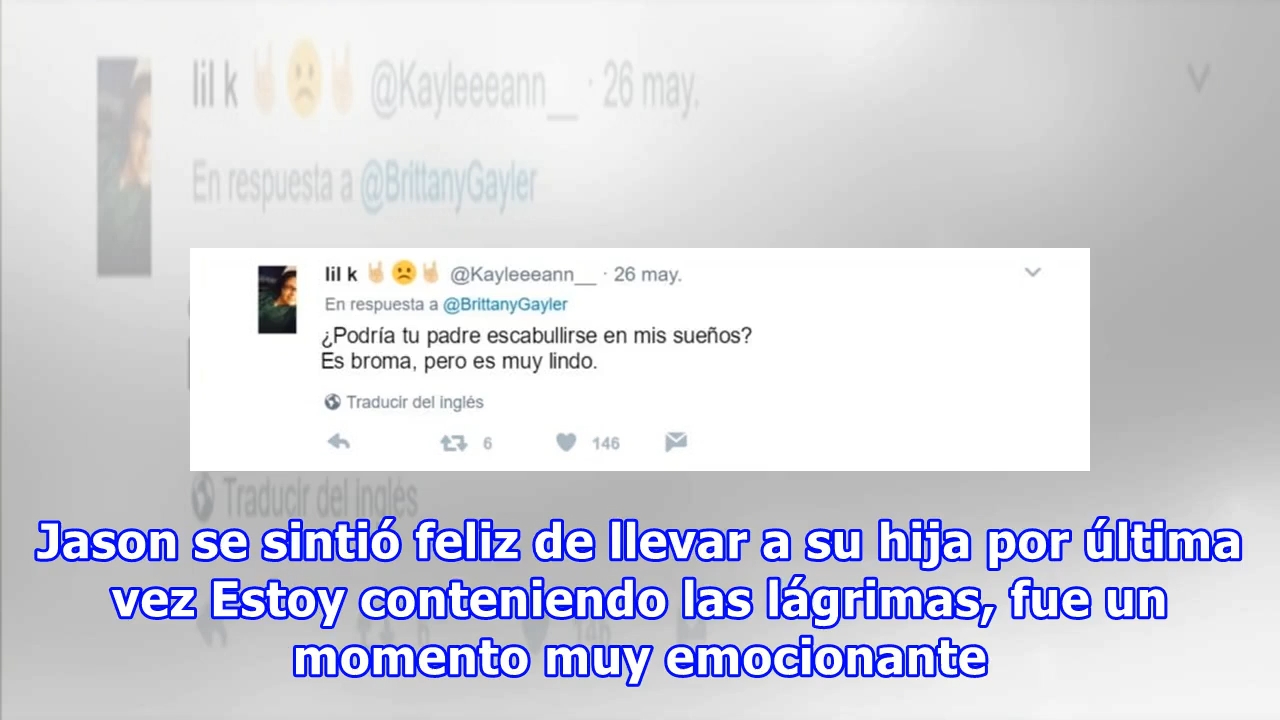 lil k 🤘🏻☹️🤘🏻 @Kayleeeann__ · 26 may.
En respuesta a @BrittanyGayler
lil k 🤘🏻☹️🤘🏻 @Kayleeeann__ · 26 may.
En respuesta a @BrittanyGayler
¿Podría tu padre escabullirse en mis sueños?
Es broma, pero es muy lindo.
Traducir del inglés
6 146
Traducir del inglés
Jason se sintió feliz de llevar a su hija por última
vez Estoy conteniendo las lágrimas, fue un
momento muy emocionante